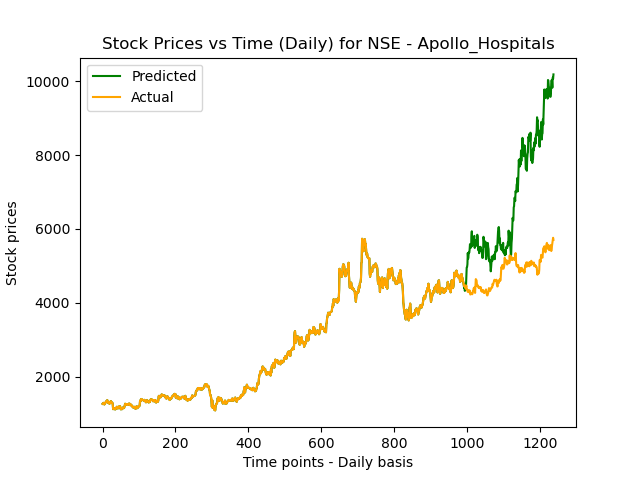 Stock Prices vs Time (Daily) for NSE - Apollo_Hospitals
Predicted
Actual
Stock prices
10000
8000
6000
4000
2000
0 200 400 600 800 1000 1200
Time points - Daily basis